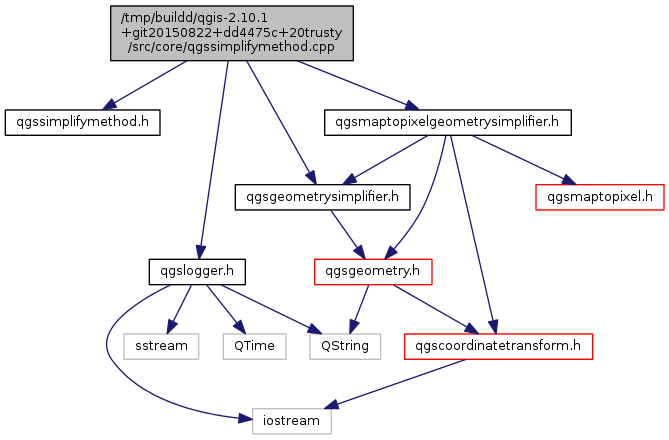 /tmp/buildd/qgis-2.10.1
+git20150822+dd4475c+20trusty
/src/core/qgssimplifymethod.cpp
qgssimplifymethod.h
qgsmaptopixelgeometrysimplifier.h
qgsgeometrysimplifier.h
qgsmaptopixel.h
qgslogger.h
qgsgeometry.h
sstream
QTime
QString
qgscoordinatetransform.h
iostream